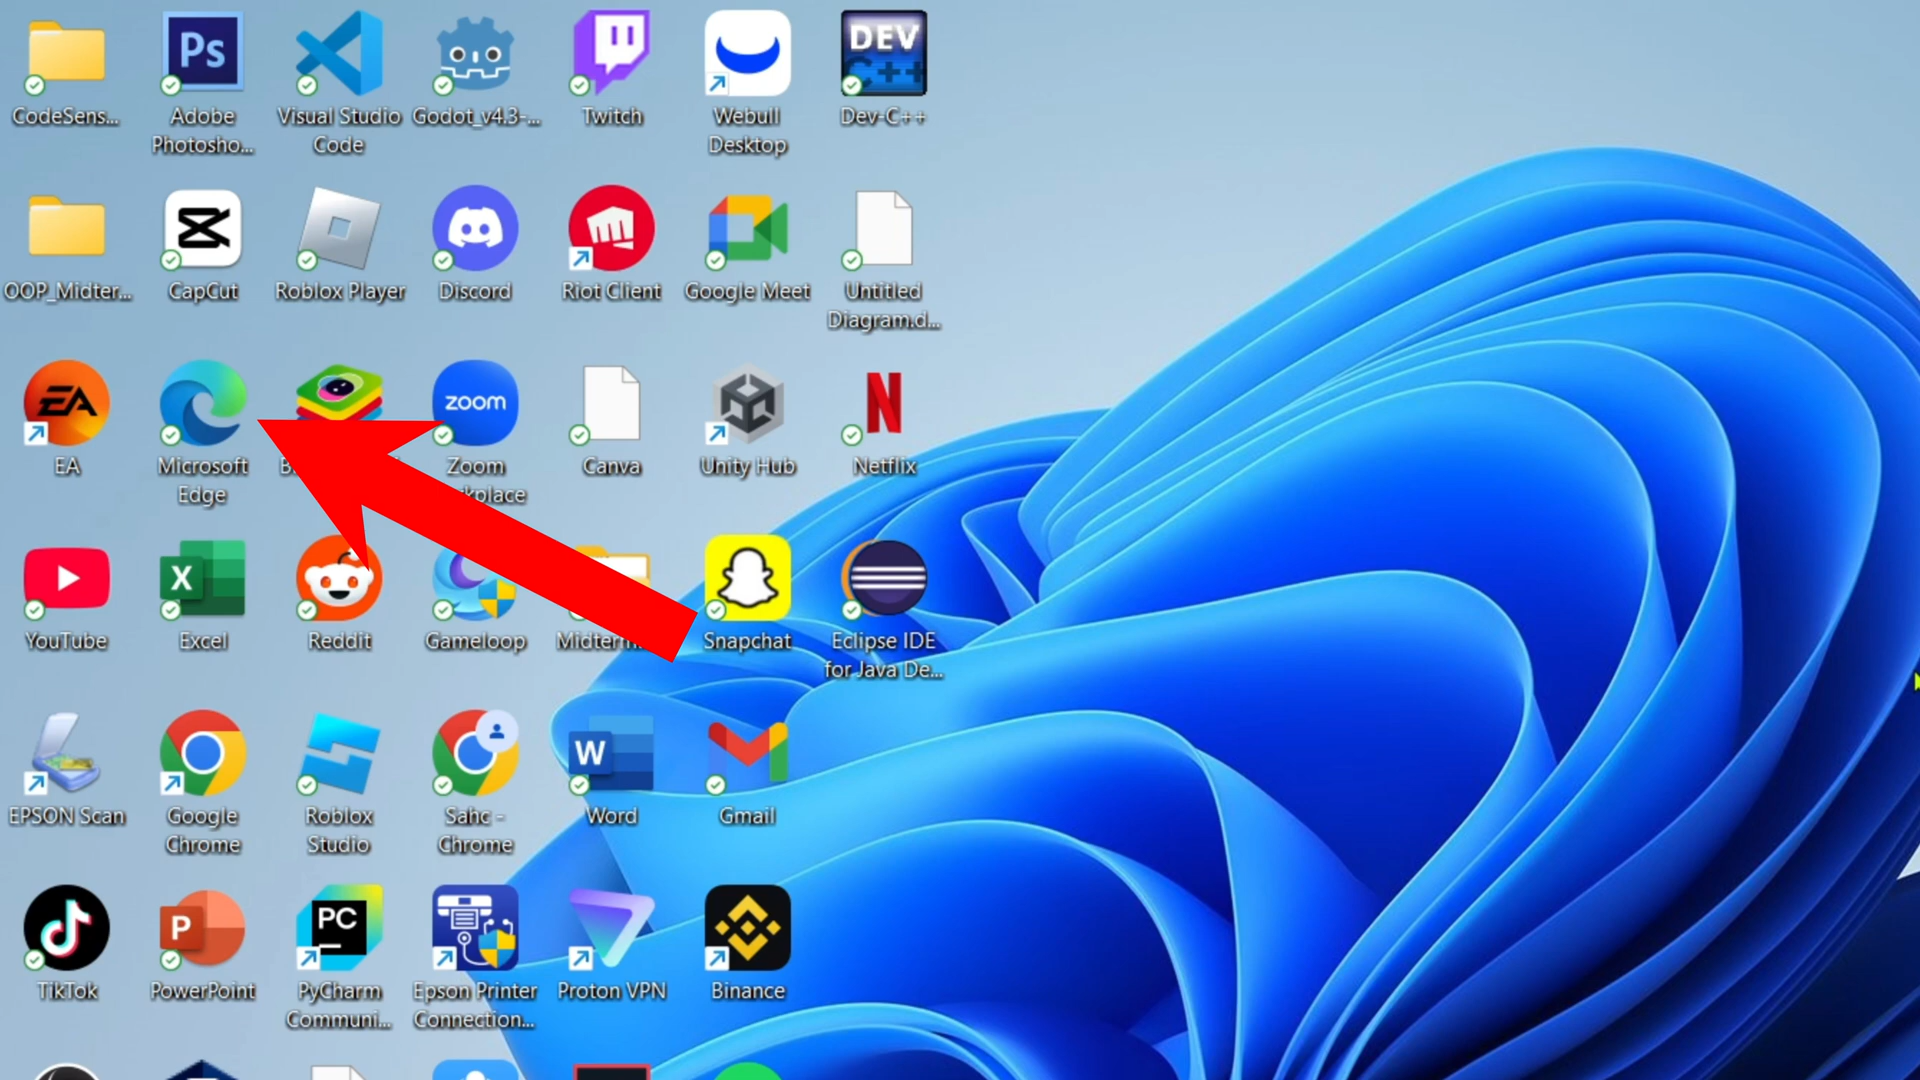 CodeSens...
Ps
Adobe
Photosho...
Visual Studio
Code
Godot_v4.3-...
Twitch
Webull
Desktop
DEV
C++
Dev-C++
OOP_Midter...
CapCut
Roblox Player
Discord
Riot Client
Google Meet
Untitled
Diagram.d...
EA
EA
Microsoft
Edge
zoom
Zoom
Canva
Unity Hub
N
Netflix
YouTube
X
Excel
Reddit
Gameloop
Snapchat
Eclipse IDE
for Java De...
EPSON Scan
Google
Chrome
Roblox
Studio
Sahc -
Chrome
W
Word
Gmail
TikTok
P
PowerPoint
PC
PyCharm
Communi...
Epson Printer
Connection...
Proton VPN
Binance